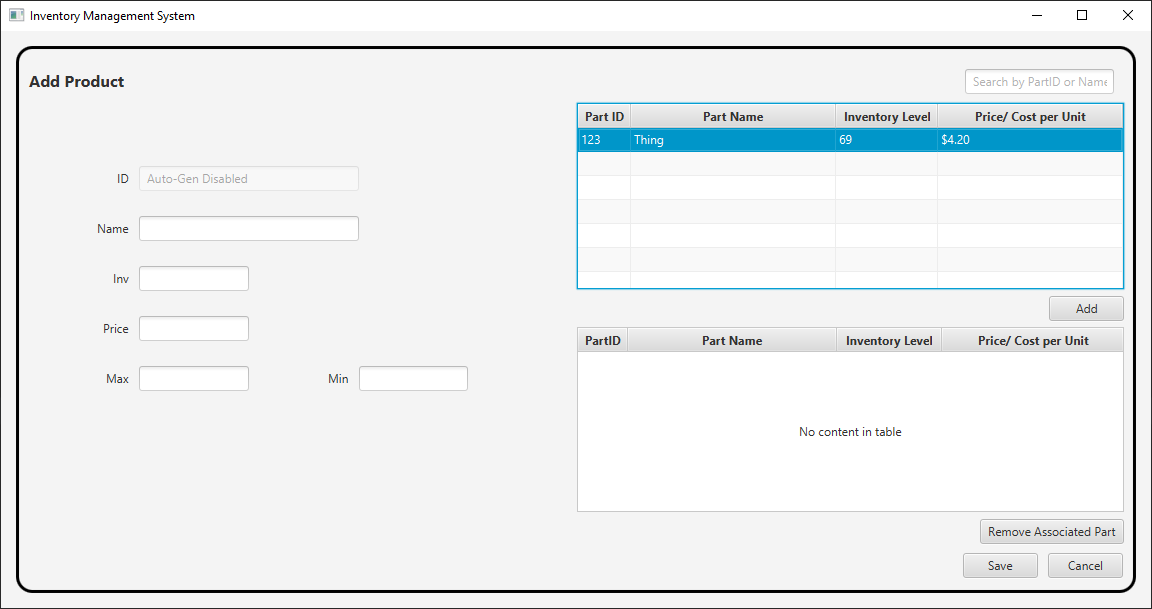 Inventory Management System
Add Product
Search by PartID or Name
Part ID Part Name Inventory Level Price/ Cost per Unit
123 Thing 69 $4.20
ID Auto-Gen Disabled
Name
Inv
Price
Max Min
Add
PartID Part Name Inventory Level Price/ Cost per Unit
No content in table
Remove Associated Part
Save Cancel